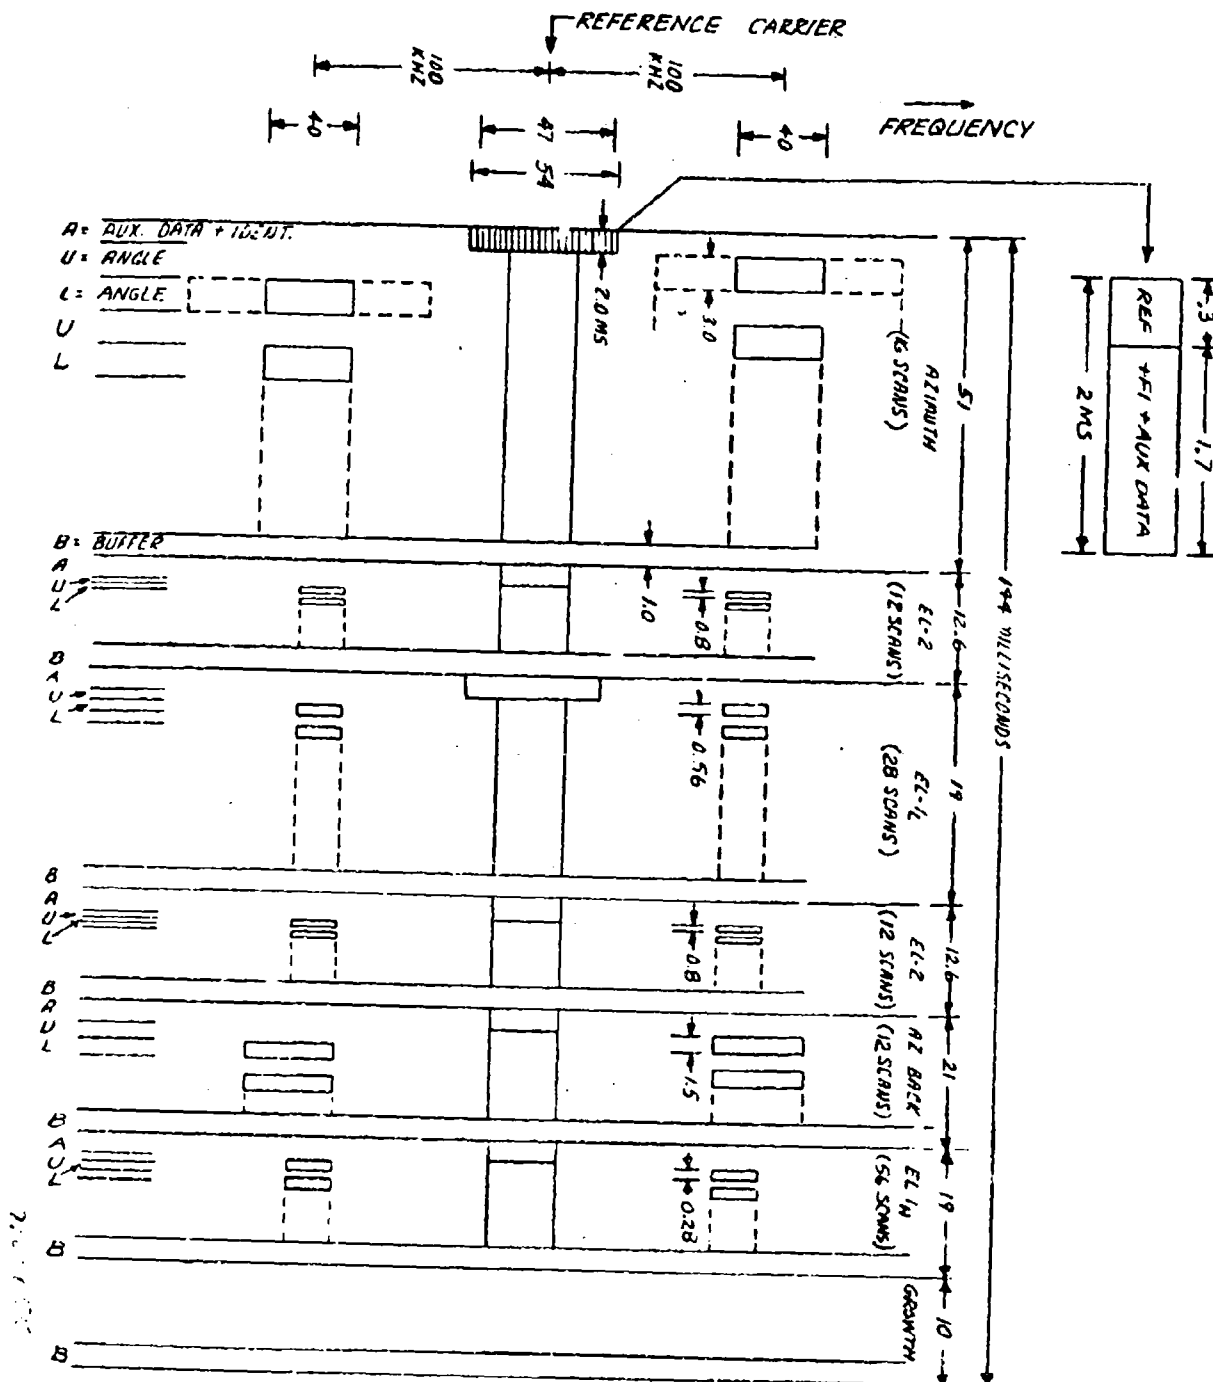 REFERENCE CARRIER
100 KHZ
100 KHZ
FREQUENCY
40
47
40
54
A = AUX. DATA + IDENT.
U = ANGLE
L = ANGLE
U
L
2.0 MS
3.0
AZIMUTH
(16 SCANS)
51
REF
.3
+F1 + AUX DATA
1.7
2 MS
B = BUFFER
A
U
L
1.0
0.8
EL-2
(12 SCANS)
12.6
144 MILLISECONDS
B
A
U
L
0.56
EL-1L
(28 SCANS)
19
B
A
U
L
0.8
EL-2
(12 SCANS)
12.6
B
A
U
L
1.5
AZ BACK
(12 SCANS)
21
B
A
U
L
0.28
EL 1H
(56 SCANS)
19
B
GROWTH
10
B